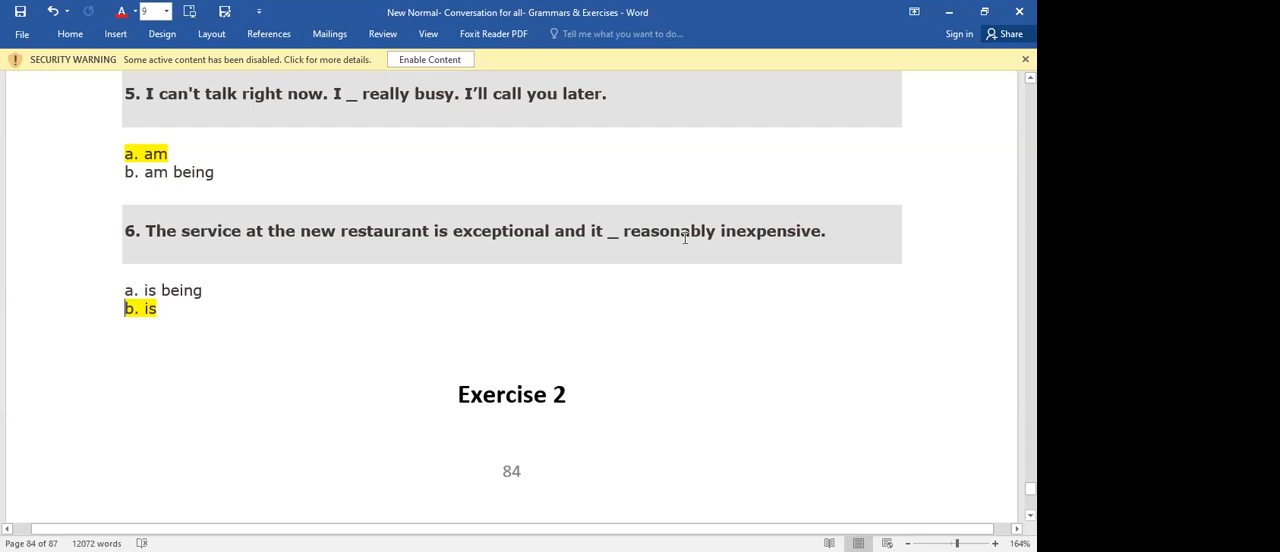 9
New Normal- Conversation for all- Grammars & Exercises - Word
File Home Insert Design Layout References Mailings Review View Foxit Reader PDF Tell me what you want to do... Sign in Share
SECURITY WARNING Some active content has been disabled. Click for more details. Enable Content
5. I can't talk right now. I _ really busy. I’ll call you later.
a. am
b. am being
6. The service at the new restaurant is exceptional and it _ reasonably inexpensive.
a. is being
b. is
Exercise 2
84
Page 84 of 87 12072 words 164%